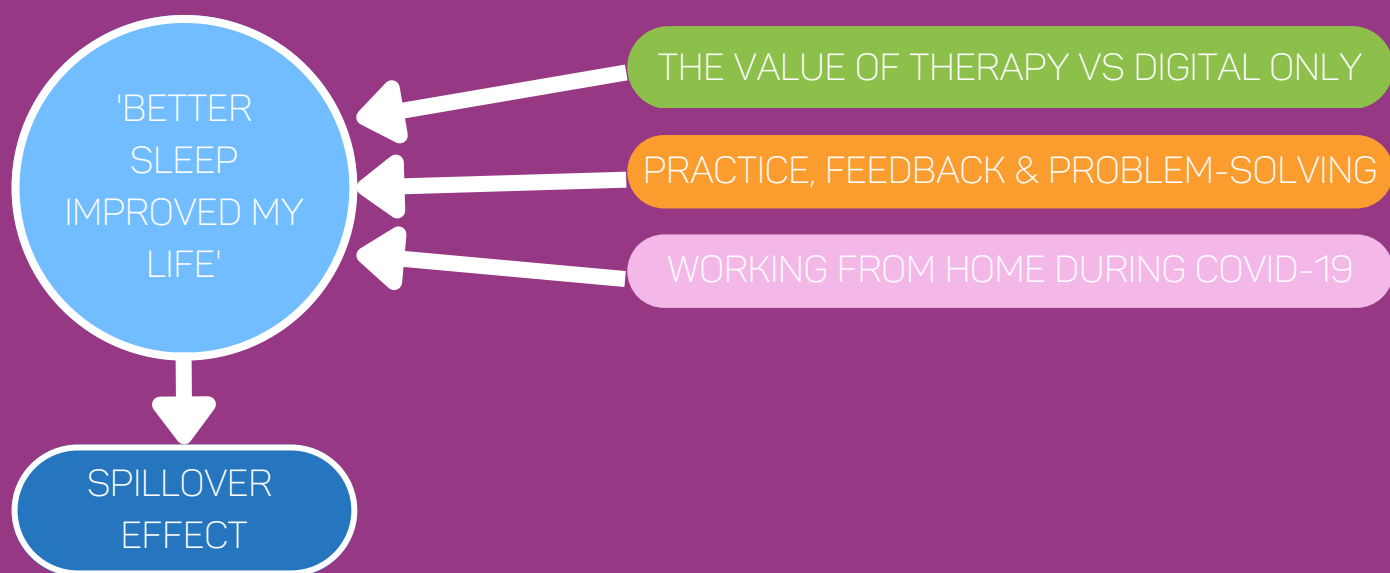 'BETTER
SLEEP
IMPROVED MY
LIFE'
THE VALUE OF THERAPY VS DIGITAL ONLY
PRACTICE, FEEDBACK & PROBLEM-SOLVING
WORKING FROM HOME DURING COVID-19
SPILLOVER
EFFECT